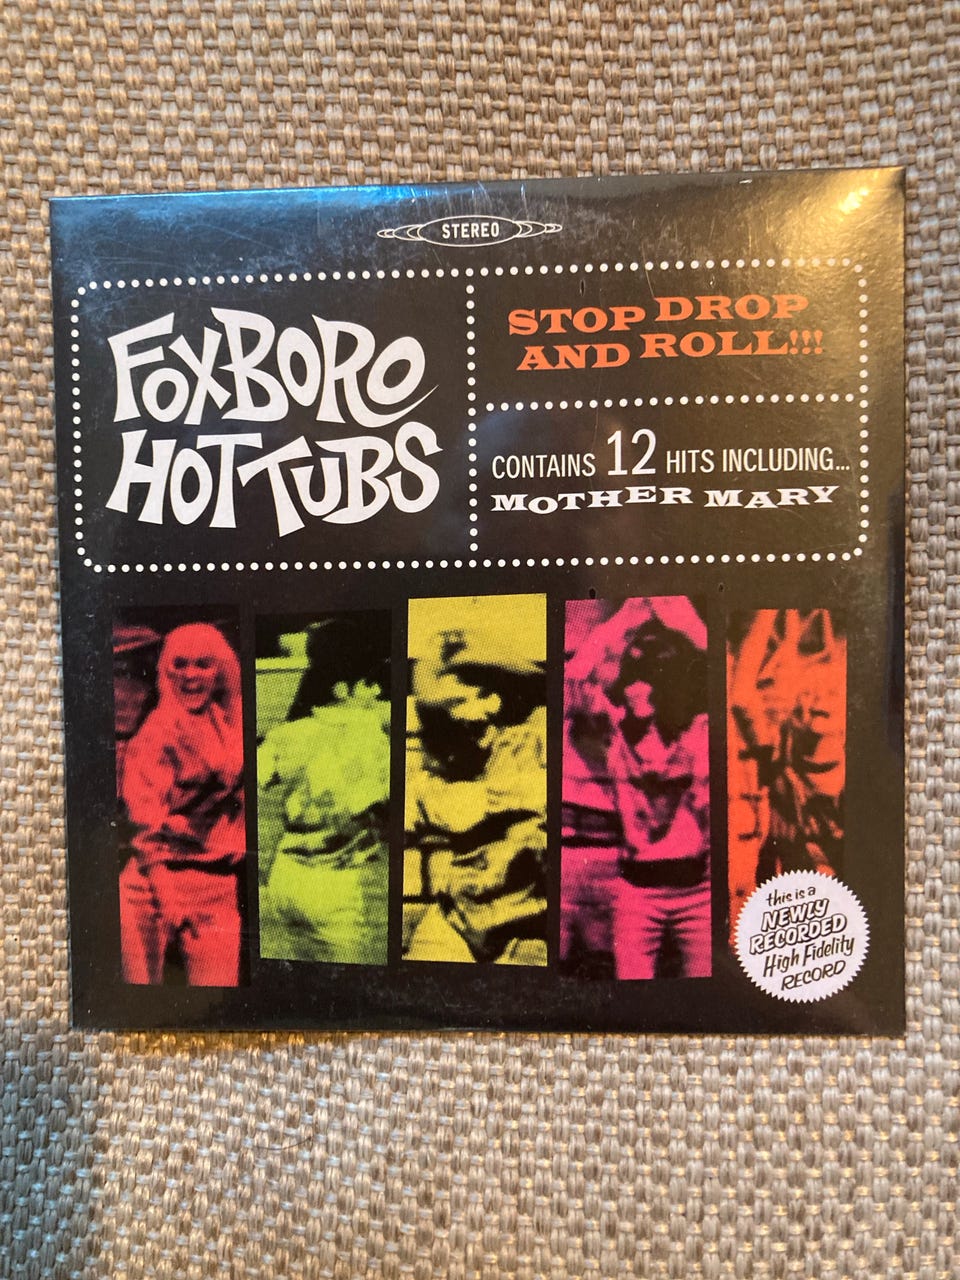 STEREO
FOXBORO
HOT TUBS
STOP DROP
AND ROLL!!!
CONTAINS 12 HITS INCLUDING...
MOTHER MARY
this is a
NEWLY
RECORDED
High Fidelity
RECORD